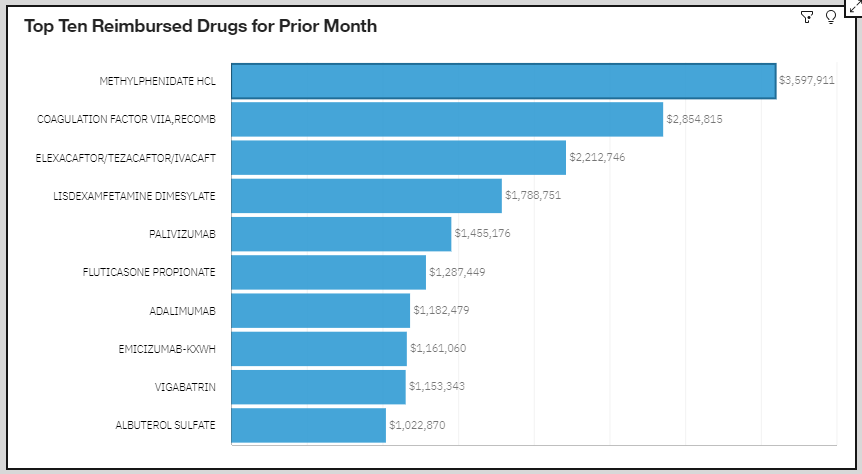 Top Ten Reimbursed Drugs for Prior Month
METHYLPHENIDATE HCL $3,597,911
COAGULATION FACTOR VIIA,RECOMB $2,854,815
ELEXACAFTOR/TEZACAFTOR/IVACAFT $2,212,746
LISDEXAMFETAMINE DIMESYLATE $1,788,751
PALIVIZUMAB $1,455,176
FLUTICASONE PROPIONATE $1,287,449
ADALIMUMAB $1,182,479
EMICIZUMAB-KXWH $1,161,060
VIGABATRIN $1,153,343
ALBUTEROL SULFATE $1,022,870